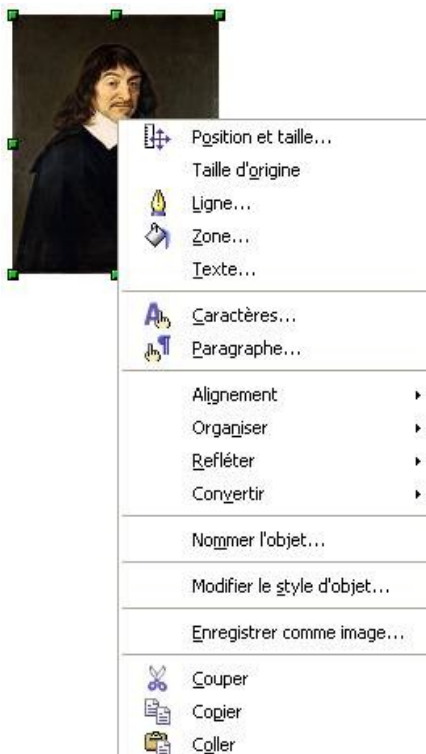 Position et taille...
Taille d'origine
Ligne...
Zone...
Texte...
Caractères...
Paragraphe...
Alignement
Organiser
Refléter
Convertir
Nommer l'objet...
Modifier le style d'objet...
Enregistrer comme image...
Couper
Copier
Coller